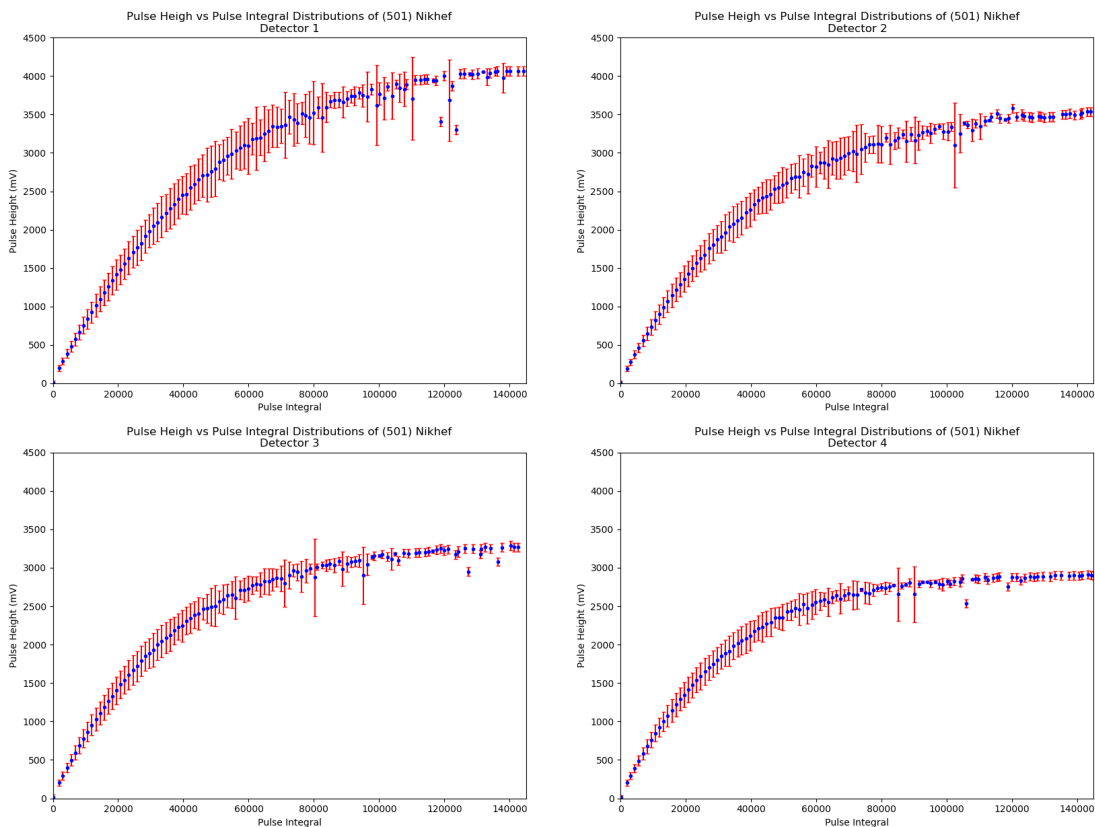 Pulse Heigh vs Pulse Integral Distributions of (501) Nikhef
Detector 1
4500
4000
3500
3000
2500
2000
1500
1000
500
0
Pulse Height (mV)
0 20000 40000 60000 80000 100000 120000 140000
Pulse Integral
Pulse Heigh vs Pulse Integral Distributions of (501) Nikhef
Detector 2
4500
4000
3500
3000
2500
2000
1500
1000
500
0
Pulse Height (mV)
0 20000 40000 60000 80000 100000 120000 140000
Pulse Integral
Pulse Heigh vs Pulse Integral Distributions of (501) Nikhef
Detector 3
4500
4000
3500
3000
2500
2000
1500
1000
500
0
Pulse Height (mV)
0 20000 40000 60000 80000 100000 120000 140000
Pulse Integral
Pulse Heigh vs Pulse Integral Distributions of (501) Nikhef
Detector 4
4500
4000
3500
3000
2500
2000
1500
1000
500
0
Pulse Height (mV)
0 20000 40000 60000 80000 100000 120000 140000
Pulse Integral